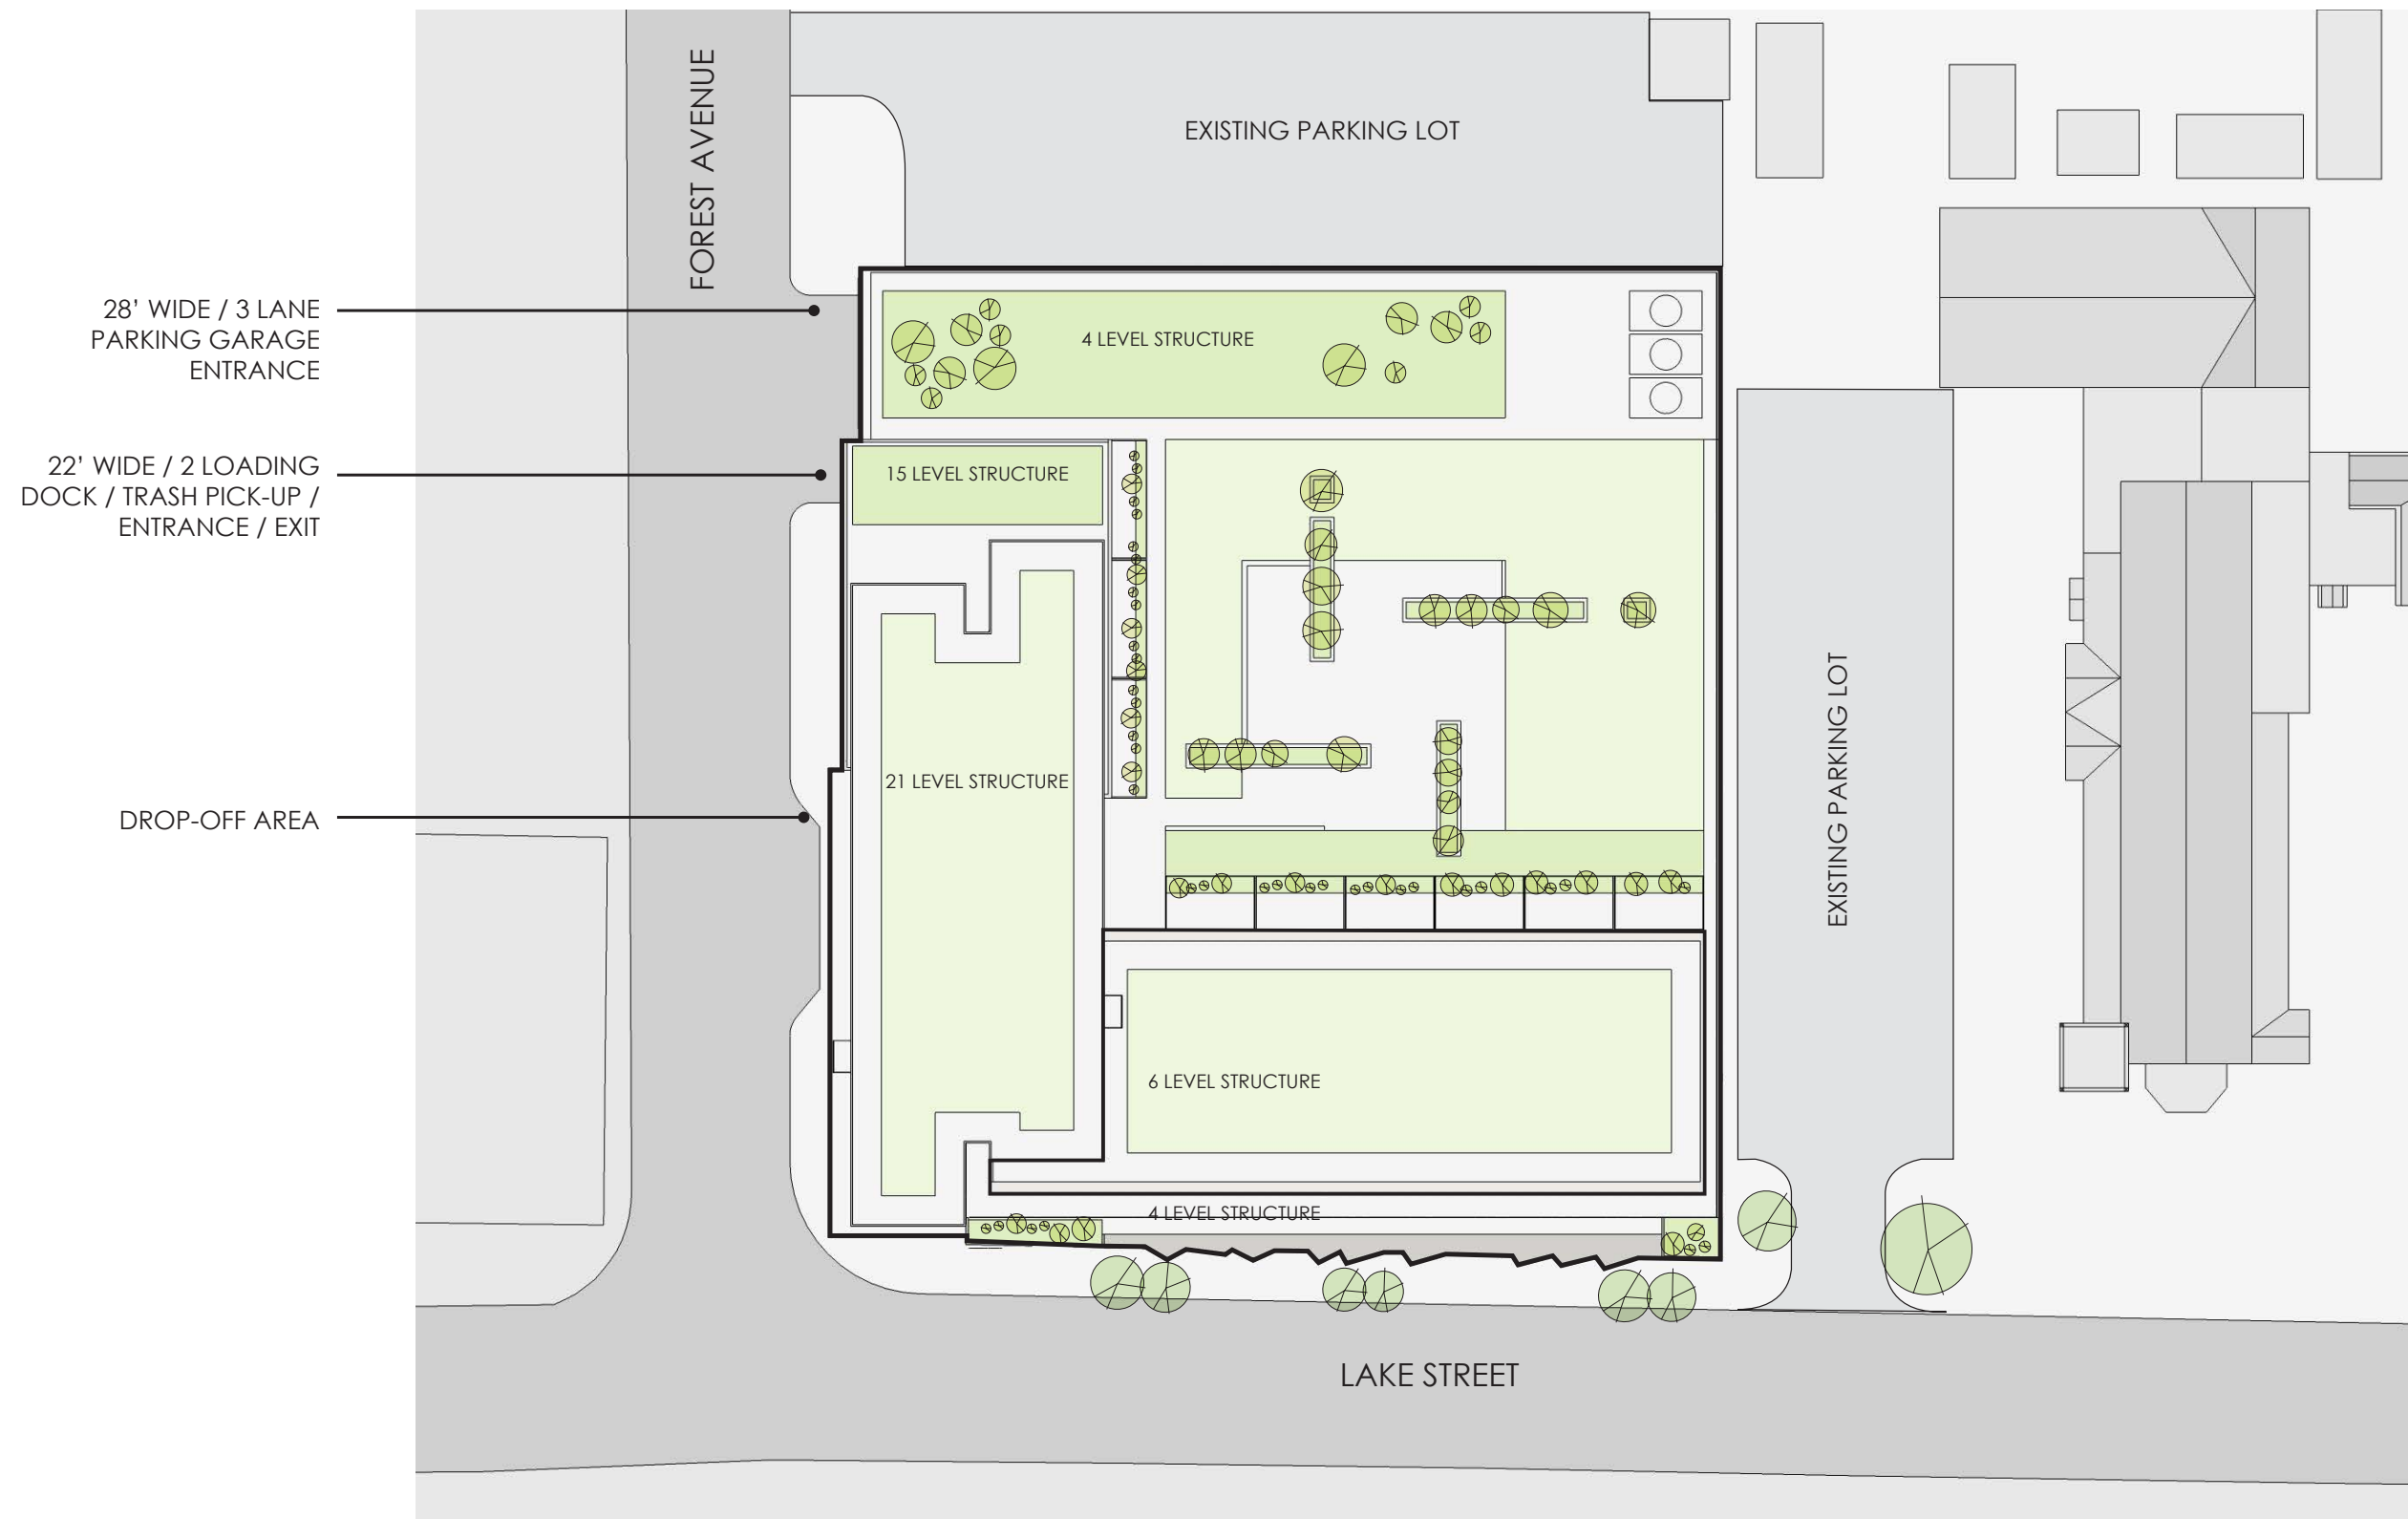 FOREST AVENUE
EXISTING PARKING LOT
28’ WIDE / 3 LANE
PARKING GARAGE
ENTRANCE
4 LEVEL STRUCTURE
22’ WIDE / 2 LOADING
DOCK / TRASH PICK-UP /
ENTRANCE / EXIT
15 LEVEL STRUCTURE
21 LEVEL STRUCTURE
DROP-OFF AREA
EXISTING PARKING LOT
6 LEVEL STRUCTURE
4 LEVEL STRUCTURE
LAKE STREET